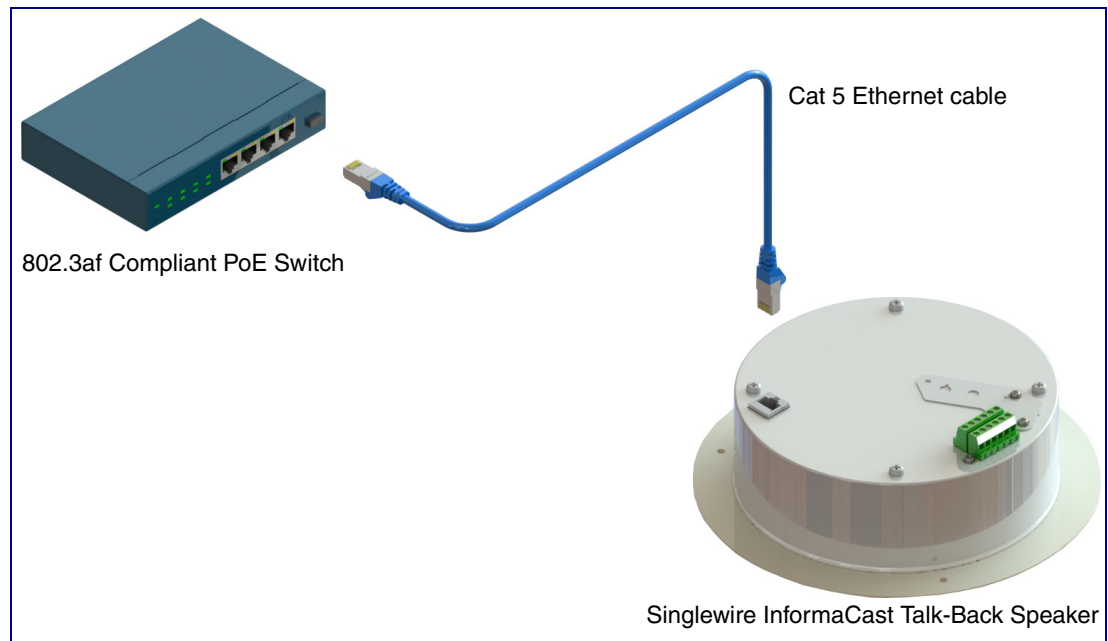 Cat 5 Ethernet cable
802.3af Compliant PoE Switch
Singlewire InformaCast Talk-Back Speaker